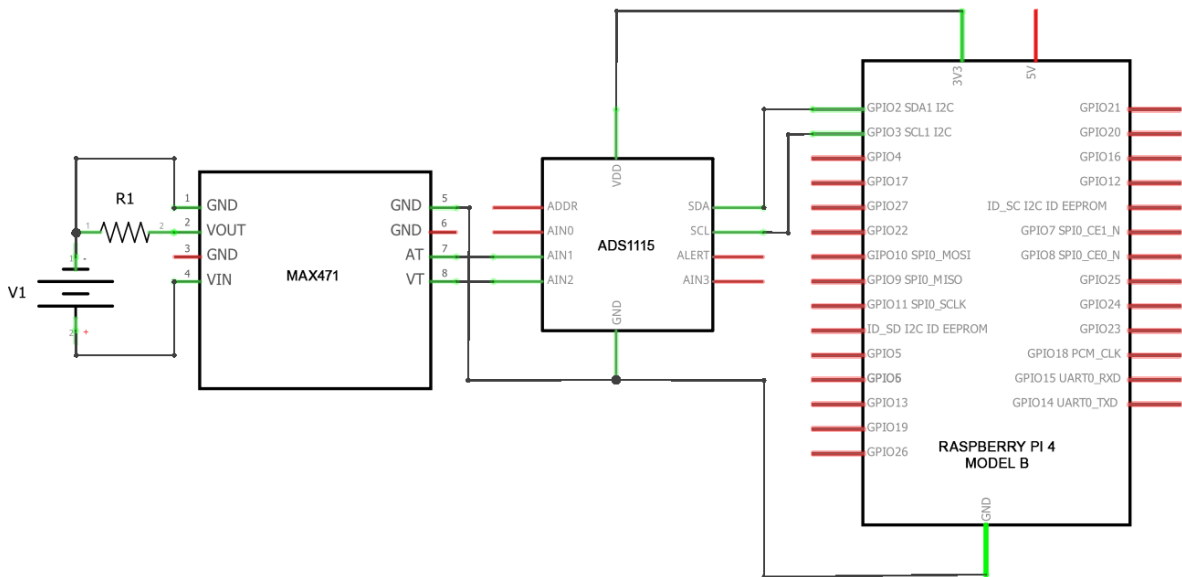 3V3
5V
GPIO2 SDA1 I2C
GPIO21
GPIO3 SCL1 I2C
GPIO20
GPIO4
GPIO16
GPIO17
GPIO12
GPIO27
ID_SC I2C ID EEPROM
GPIO22
GPIO7 SPI0_CE1_N
GIPO10 SPI0_MOSI
GPIO8 SPI0_CE0_N
GPIO9 SPI0_MISO
GPIO25
GPIO11 SPI0_SCLK
GPIO24
ID_SD I2C ID EEPROM
GPIO23
GPIO5
GPIO18 PCM_CLK
GPIO6
GPIO15 UART0_RXD
GPIO13
GPIO14 UART0_TXD
GPIO19
GPIO26
RASPBERRY PI 4
MODEL B
GND
VDD
ADDR
SDA
AIN0
SCL
ADS1115
AIN1
ALERT
AIN2
AIN3
GND
1
GND
GND
5
2
VOUT
GND
6
3
GND
AT
7
4
VIN
VT
8
MAX471
R1
1
2
V1
1
-
2
+